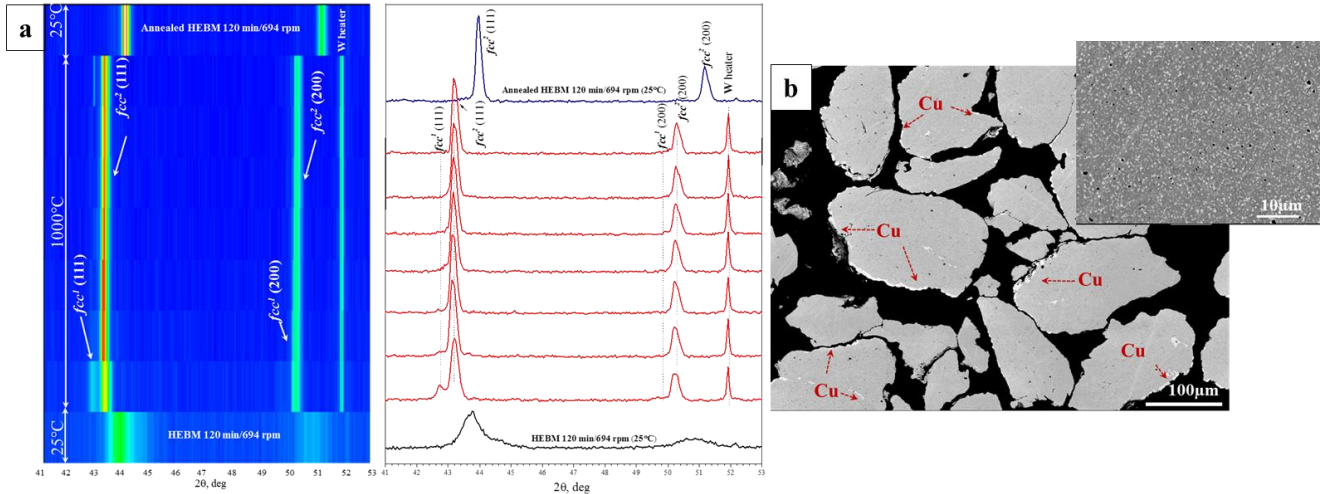 a
25°C
1000°C
25°C
Annealed HEBM 120 min/694 rpm
W heater
fcc² (111)
fcc² (200)
fcc¹ (111)
fcc¹ (200)
HEBM 120 min/694 rpm
41 42 43 44 45 46 47 48 49 50 51 52 53
2θ, deg
fcc² (111)
fcc² (200)
Annealed HEBM 120 min/694 rpm (25°C)
W heater
fcc¹ (111)
fcc² (111)
fcc¹ (200)
fcc² (200)
HEBM 120 min/694 rpm (25°C)
41 42 43 44 45 46 47 48 49 50 51 52 53
2θ, deg
b
Cu
Cu
Cu
Cu
Cu
10µm
100µm